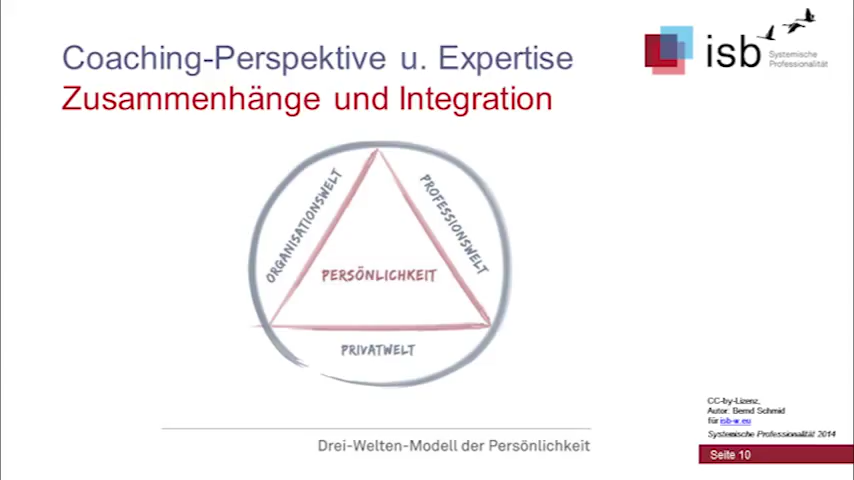 Coaching-Perspektive u. Expertise
Zusammenhänge und Integration
isb
Systemische
Professionalität
ORGANISATIONSWELT
PROFESSIONSWELT
PERSÖNLICHKEIT
PRIVATWELT
Drei-Welten-Modell der Persönlichkeit
CC-by-Lizenz,
Autor: Bernd Schmid
für isb-w.eu
Systemische Professionalität 2014
Seite 10